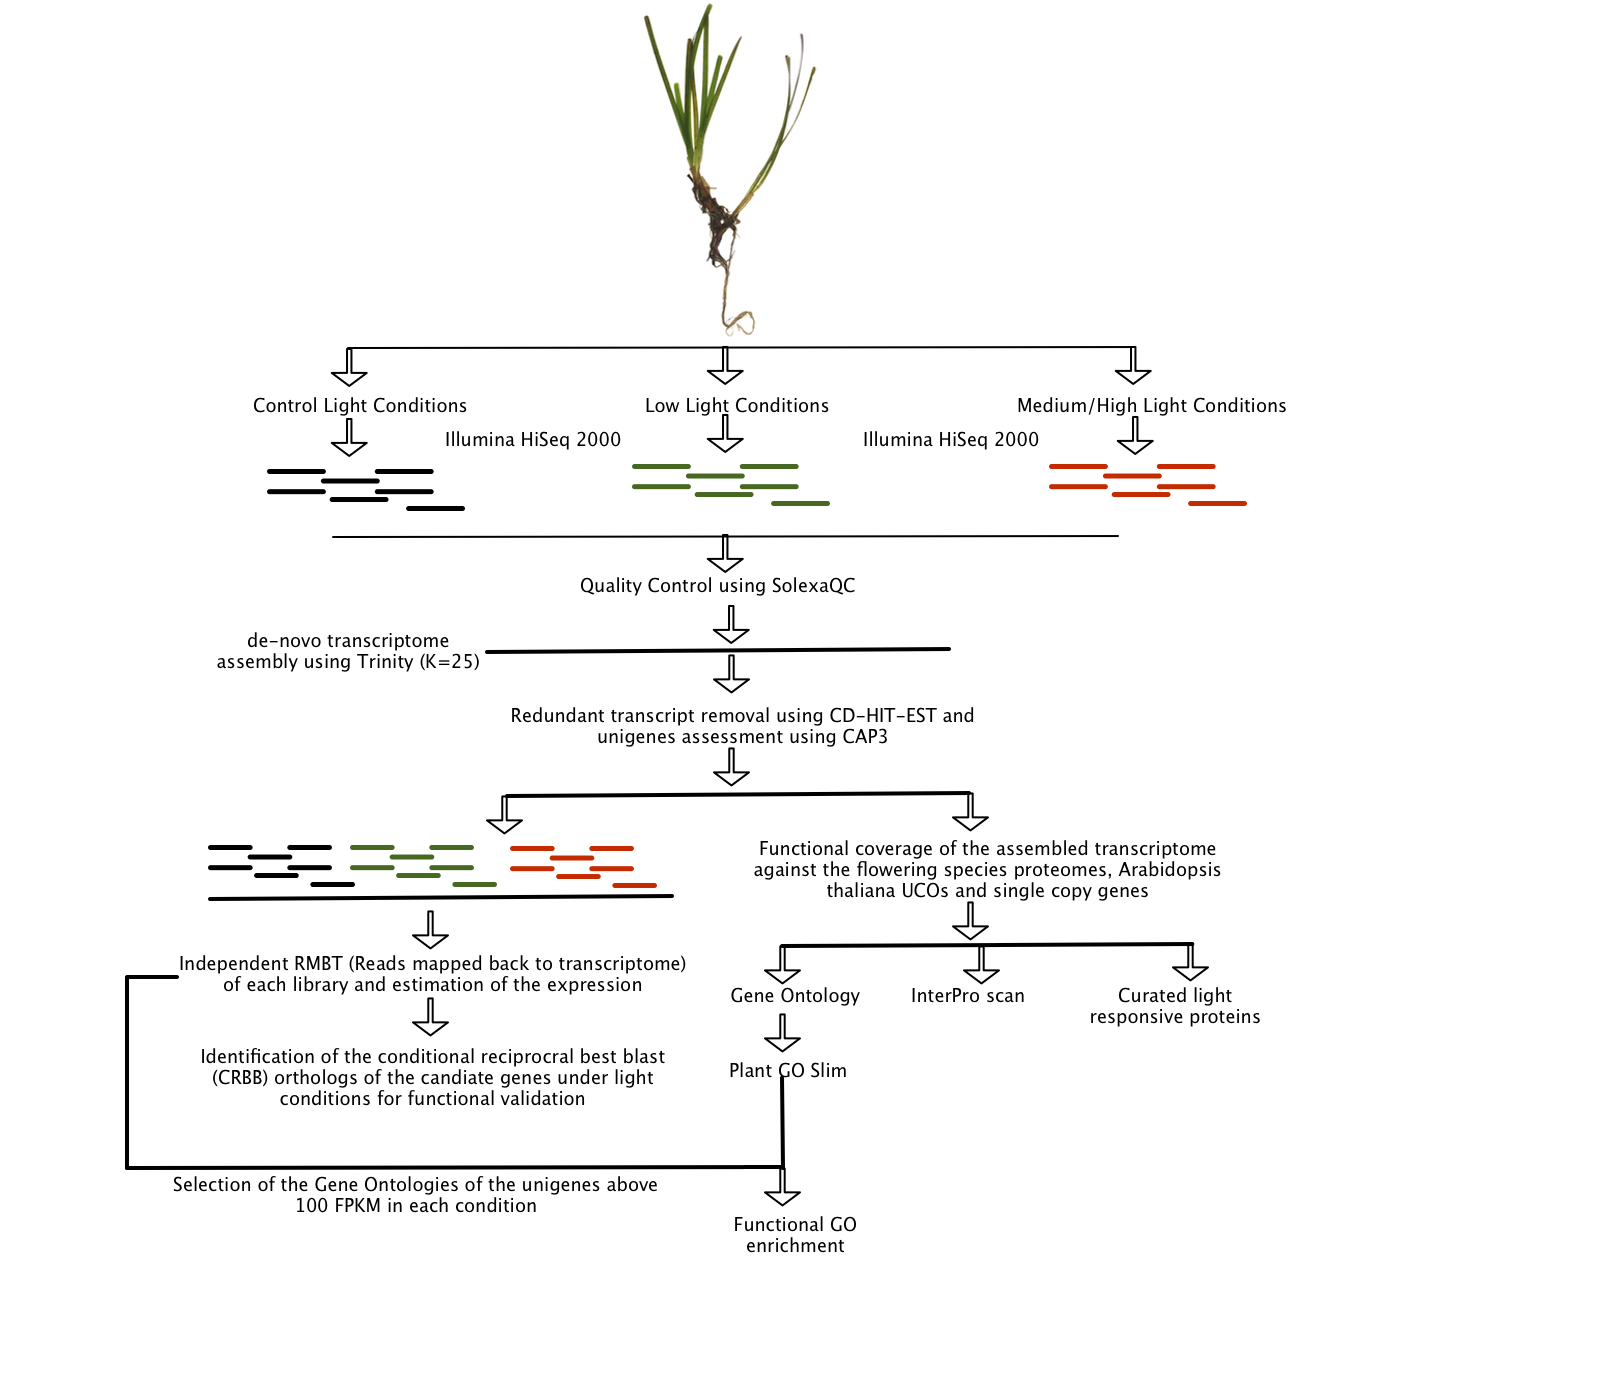 Control Light Conditions
Low Light Conditions
Medium/High Light Conditions
Illumina HiSeq 2000
Illumina HiSeq 2000
Quality Control using SolexaQC
de-novo transcriptome
assembly using Trinity (K=25)
Redundant transcript removal using CD-HIT-EST and
unigenes assessment using CAP3
Functional coverage of the assembled transcriptome
against the flowering species proteomes, Arabidopsis
thaliana UCOs and single copy genes
Independent RMBT (Reads mapped back to transcriptome)
of each library and estimation of the expression
Gene Ontology
InterPro scan
Curated light
responsive proteins
Identification of the conditional reciprocral best blast
(CRBB) orthologs of the candiate genes under light
conditions for functional validation
Plant GO Slim
Selection of the Gene Ontologies of the unigenes above
100 FPKM in each condition
Functional GO
enrichment